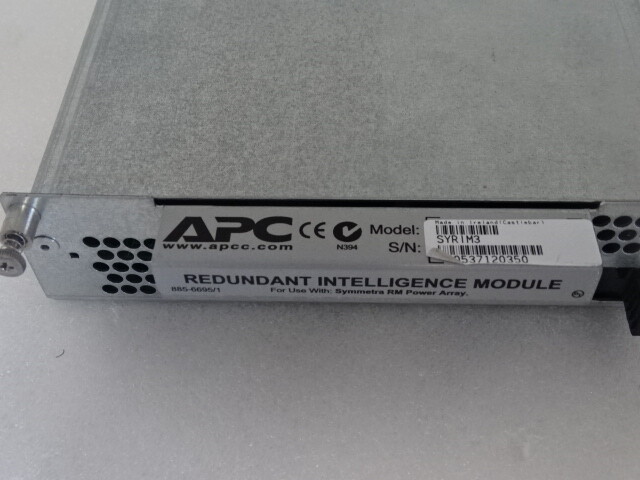 APC CE Model:
www.apcc.com N394 S/N:
Made in Ireland(Castlebar)
SYRIM3
0537120350
REDUNDANT INTELLIGENCE MODULE
885-6695/1 For Use With: Symmetra RM Power Array.